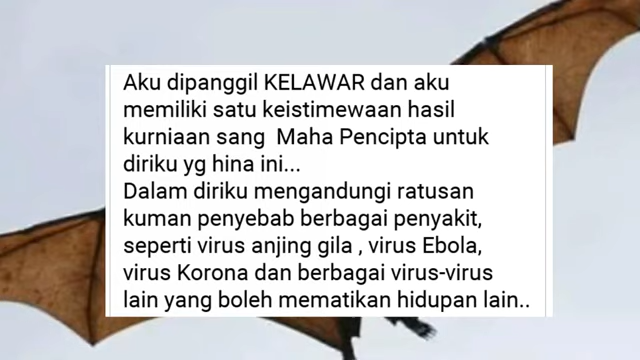 Aku dipanggil KELAWAR dan aku
memiliki satu keistimewaan hasil
kurniaan sang  Maha Pencipta untuk
diriku yg hina ini...
Dalam diriku mengandungi ratusan
kuman penyebab berbagai penyakit,
seperti virus anjing gila , virus Ebola,
virus Korona dan berbagai virus-virus
lain yang boleh mematikan hidupan lain..